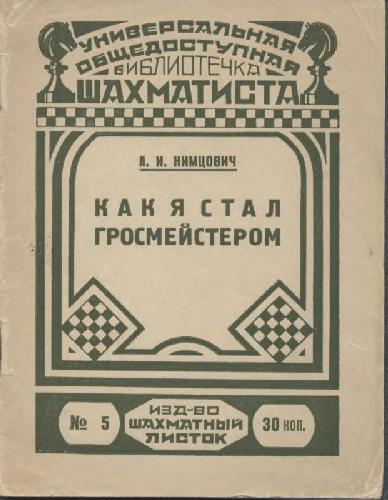 УНИВЕРСАЛЬНАЯ
ОБЩЕДОСТУПНАЯ
БИБЛИОТЕЧКА
ШАХМАТИСТА
А. И. НИМЦОВИЧ
КАК Я СТАЛ
ГРОСМЕЙСТЕРОМ
№ 5
ИЗД-ВО
ШАХМАТНЫЙ
ЛИСТОК
30 КОП.